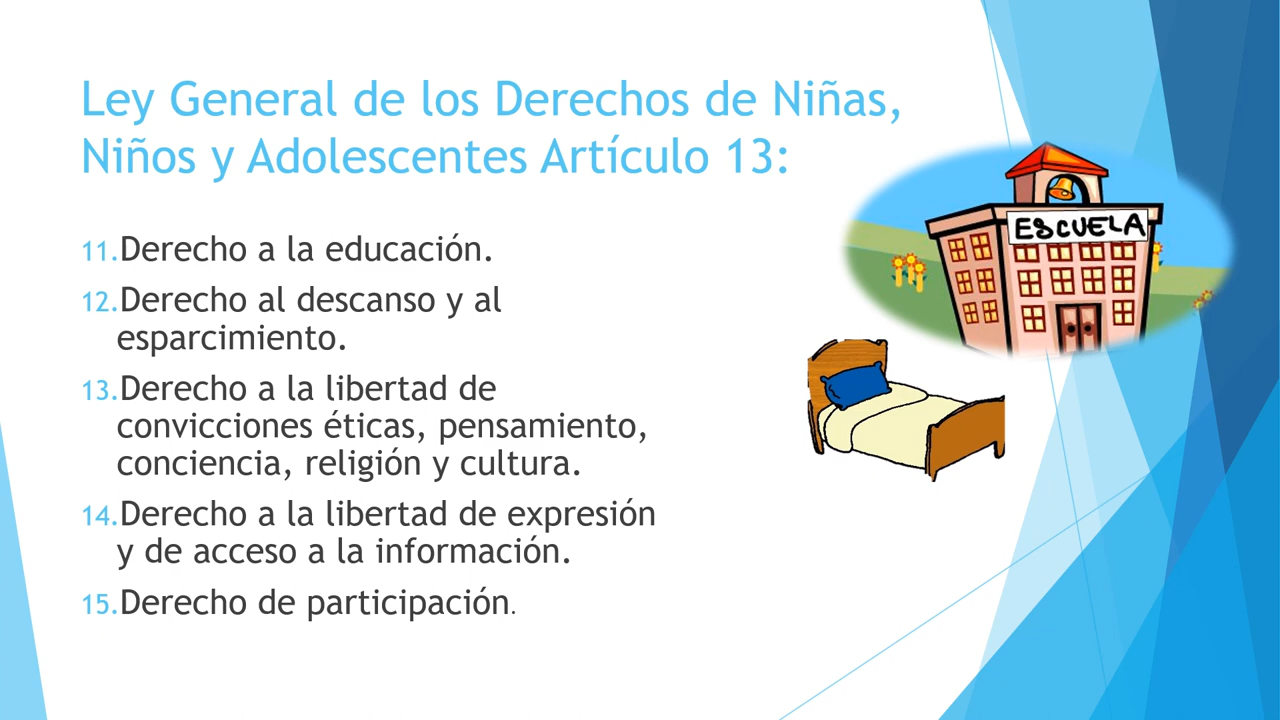 Ley General de los Derechos de Niñas,
Niños y Adolescentes Artículo 13:
ESCUELA
11. Derecho a la educación.
12. Derecho al descanso y al
esparcimiento.
13. Derecho a la libertad de
convicciones éticas, pensamiento,
conciencia, religión y cultura.
14. Derecho a la libertad de expresión
y de acceso a la información.
15. Derecho de participación.